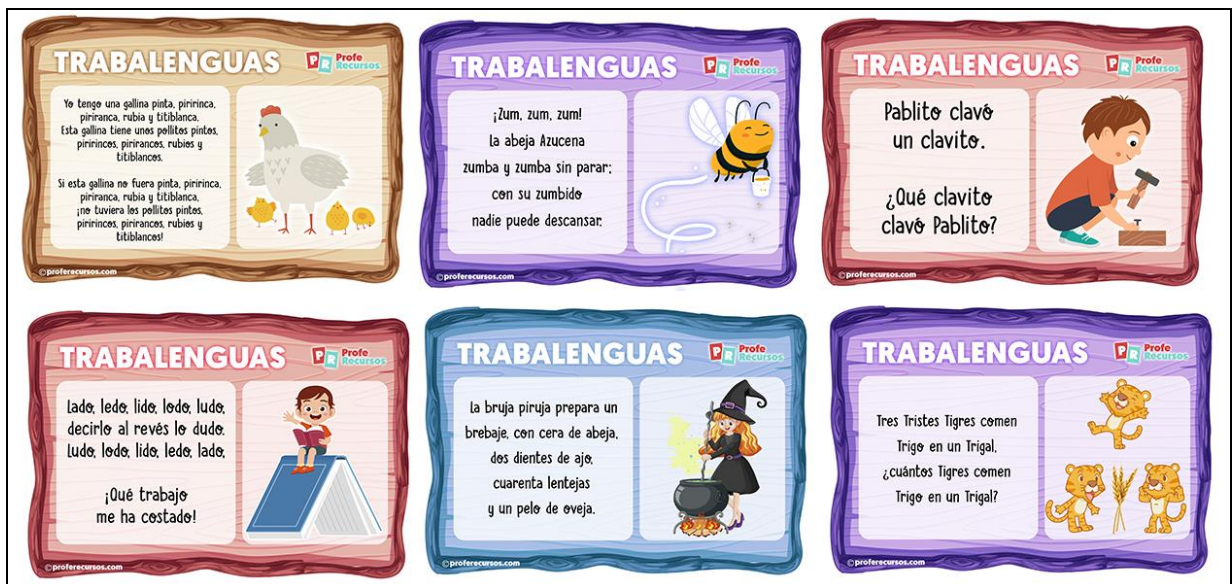 TRABALENGUAS
PR Profe
Recursos
Yo tengo una gallina pinta, piririnca,
piriranca, rubia y titiblanca.
Esta gallina tiene unos pollitos pintos,
piririncos, pirirancos, rubios y
titiblancos.
Si esta gallina no fuera pinta, piririnca,
piriranca, rubia y titiblanca,
¡no tuviera los pollitos pintos,
piririncos, pirirancos, rubios y
titiblancos!
©proferecursos.com
TRABALENGUAS
PR Profe
Recursos
¡Zum, zum, zum!
La abeja Azucena
zumba y zumba sin parar;
con su zumbido
nadie puede descansar.
©proferecursos.com
TRABALENGUAS
PR Profe
Recursos
Pablito clavó
un clavito.
¿Qué clavito
clavó Pablito?
©proferecursos.com
TRABALENGUAS
PR Profe
Recursos
Lado, ledo, lido, lodo, ludo,
decirlo al revés lo dudo.
Ludo, lodo, lido, ledo, lado,
¡Qué trabajo
me ha costado!
©proferecursos.com
TRABALENGUAS
PR Profe
Recursos
La bruja piruja prepara un
brebaje, con cera de abeja,
dos dientes de ajo,
cuarenta lentejas
y un pelo de oveja.
©proferecursos.com
TRABALENGUAS
PR Profe
Recursos
Tres Tristes Tigres comen
Trigo en un Trigal,
¿cuántos Tigres comen
Trigo en un Trigal?
©proferecursos.com